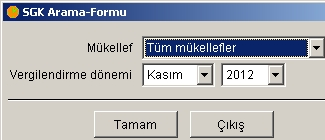 SGK Arama-Formu
Mükellef Tüm mükellefler
Vergilendirme dönemi Kasım 2012
Tamam Çıkış